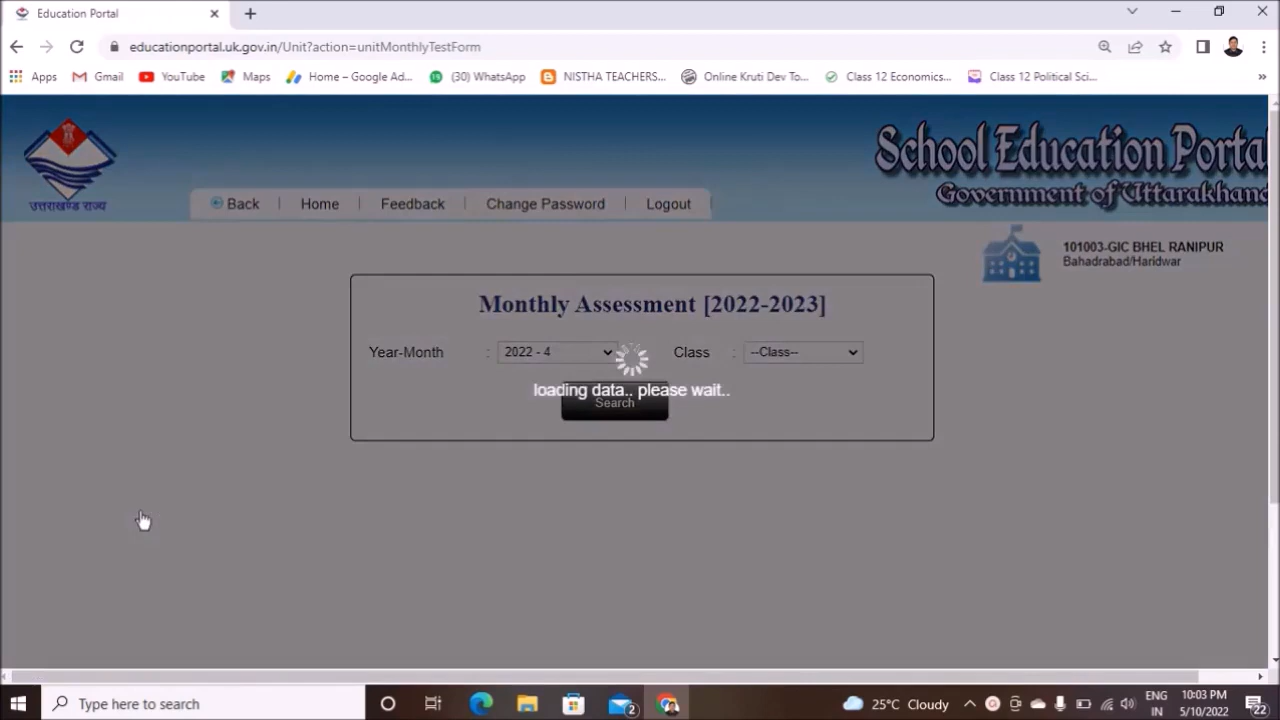 Education Portal
educationportal.uk.gov.in/Unit?action=unitMonthlyTestForm
Apps Gmail YouTube Maps Home – Google Ad... (30) WhatsApp NISTHA TEACHERS... Online Kruti Dev To... Class 12 Economics... Class 12 Political Sci... »
School Education Portal
Government of Uttarakhand
उत्तराखण्ड राज्य
Back | Home | Feedback | Change Password | Logout |
101003-GIC BHEL RANIPUR
Bahadrabad/Haridwar
Monthly Assessment [2022-2023]
Year-Month : 2022 - 4 Class : --Class--
loading data.. please wait..
Search
Type here to search
2
25°C Cloudy
ENG
IN
10:03 PM
5/10/2022
22